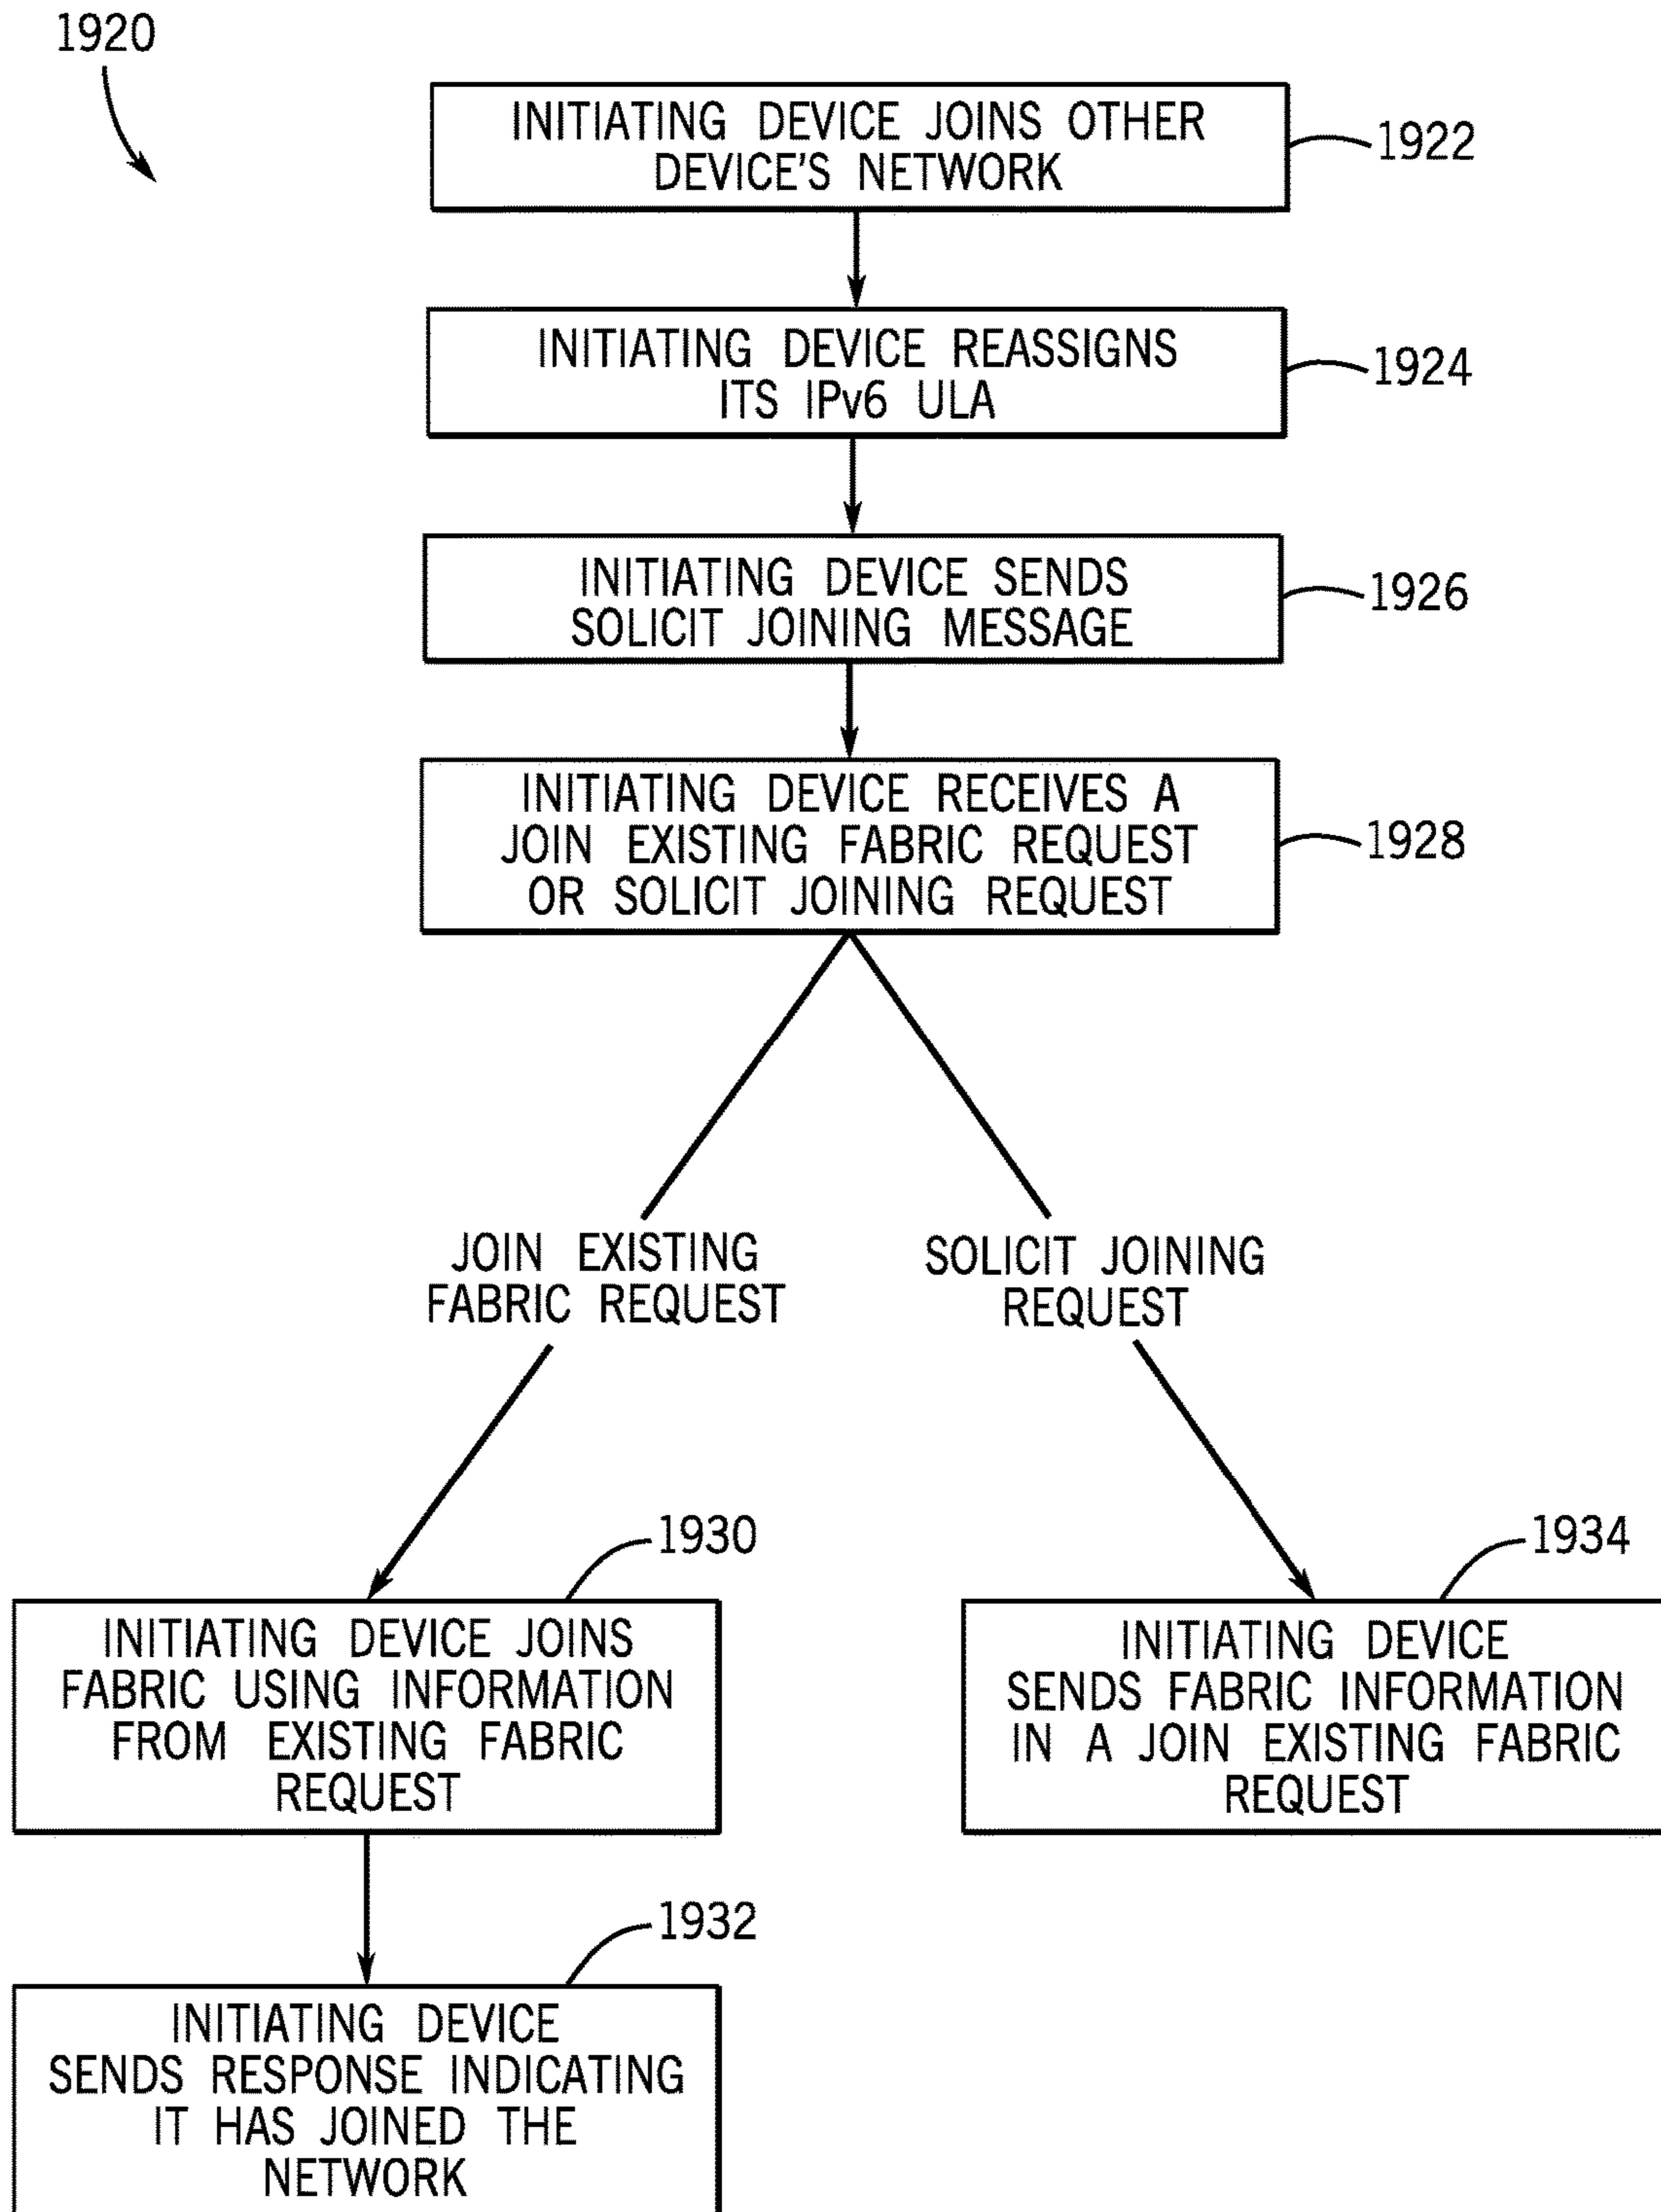 1920
INITIATING DEVICE JOINS OTHER
DEVICE'S NETWORK
1922
INITIATING DEVICE REASSIGNS
ITS IPv6 ULA
1924
INITIATING DEVICE SENDS
SOLICIT JOINING MESSAGE
1926
INITIATING DEVICE RECEIVES A
JOIN EXISTING FABRIC REQUEST
OR SOLICIT JOINING REQUEST
1928
JOIN EXISTING
FABRIC REQUEST
SOLICIT JOINING
REQUEST
1930
INITIATING DEVICE JOINS
FABRIC USING INFORMATION
FROM EXISTING FABRIC
REQUEST
1934
INITIATING DEVICE
SENDS FABRIC INFORMATION
IN A JOIN EXISTING FABRIC
REQUEST
1932
INITIATING DEVICE
SENDS RESPONSE INDICATING
IT HAS JOINED THE
NETWORK